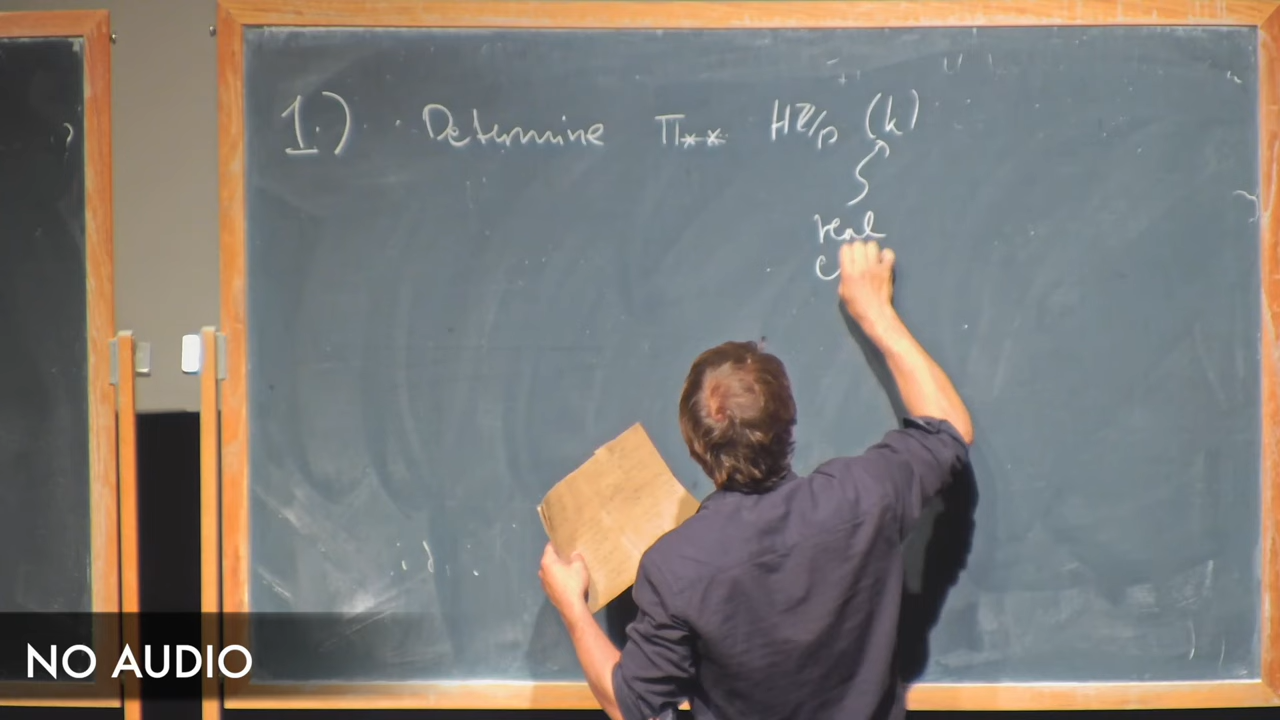 1.) Determine π** HZ/p (k)
real
c
NO AUDIO